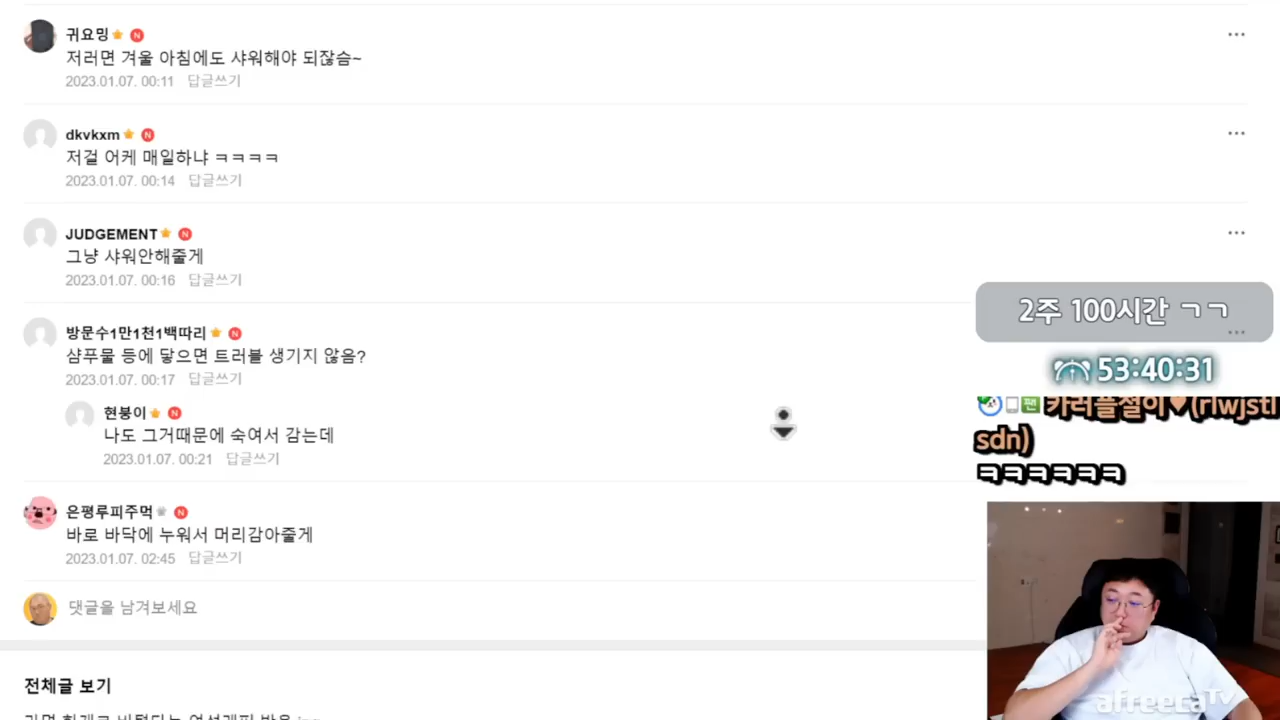 귀요밍
저러면 겨울 아침에도 샤워해야 되잖슴~
2023.01.07. 00:11 답글쓰기
dkvkxm
저걸 어케 매일하냐 ㅋㅋㅋㅋ
2023.01.07. 00:14 답글쓰기
JUDGEMENT
그냥 샤워안해줄게
2023.01.07. 00:16 답글쓰기
방문수1만1천1백따리
샴푸물 등에 닿으면 트러블 생기지 않음?
2023.01.07. 00:17 답글쓰기
현붕이
나도 그거때문에 숙여서 감는데
2023.01.07. 00:21 답글쓰기
은평루피주먹
바로 바닥에 누워서 머리감아줄게
2023.01.07. 02:45 답글쓰기
댓글을 남겨보세요
전체글 보기
2주 100시간 ㄱㄱ
53:40:31
팬 카러플절이♥(rlwjstl
sdn)
ㅋㅋㅋㅋㅋㅋ
afreecaTV